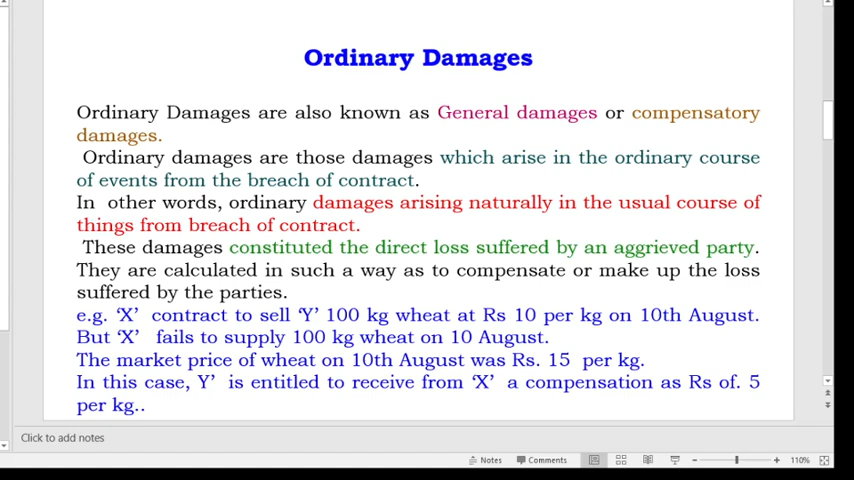 Ordinary Damages
Ordinary Damages are also known as General damages or compensatory
damages.
Ordinary damages are those damages which arise in the ordinary course
of events from the breach of contract.
In other words, ordinary damages arising naturally in the usual course of
things from breach of contract.
These damages constituted the direct loss suffered by an aggrieved party.
They are calculated in such a way as to compensate or make up the loss
suffered by the parties.
e.g. ‘X’ contract to sell ‘Y’ 100 kg wheat at Rs 10 per kg on 10th August.
But ‘X’ fails to supply 100 kg wheat on 10 August.
The market price of wheat on 10th August was Rs. 15 per kg.
In this case, Y’ is entitled to receive from ‘X’ a compensation as Rs of. 5
per kg..
Click to add notes
Notes Comments 110%